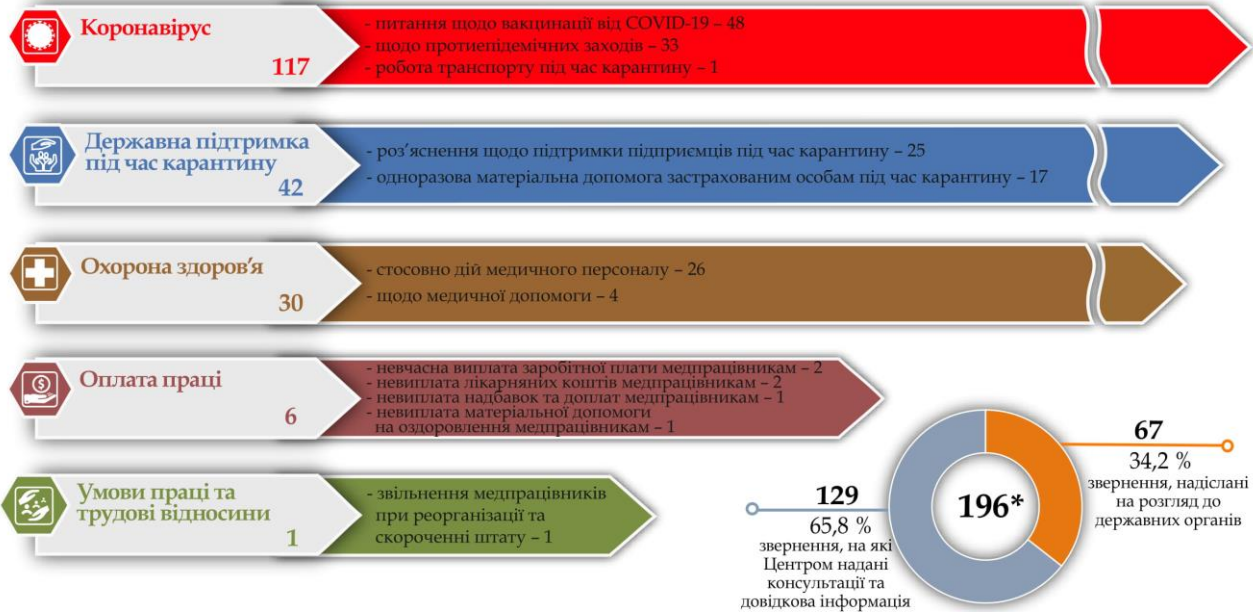 Коронавірус
117
- питання щодо вакцинації від COVID-19 – 48
- щодо протиепідемічних заходів – 33
- робота транспорту під час карантину – 1
Державна підтримка
під час карантину
42
- роз’яснення щодо підтримки підприємців під час карантину – 25
- одноразова матеріальна допомога застрахованим особам під час карантину – 17
Охорона здоров’я
30
- стосовно дій медичного персоналу – 26
- щодо медичної допомоги – 4
Оплата праці
6
- невчасна виплата заробітної плати медпрацівникам – 2
- невиплата лікарняних коштів медпрацівникам – 2
- невиплата надбавок та доплат медпрацівникам – 1
- невиплата матеріальної допомоги
на оздоровлення медпрацівникам – 1
Умови праці та
трудові відносини
1
- звільнення медпрацівників
при реорганізації та
скороченні штату – 1
129
65,8 %
звернення, на які
Центром надані
консультації та
довідкова інформація
196*
67
34,2 %
звернення, надіслані
на розгляд до
державних органів